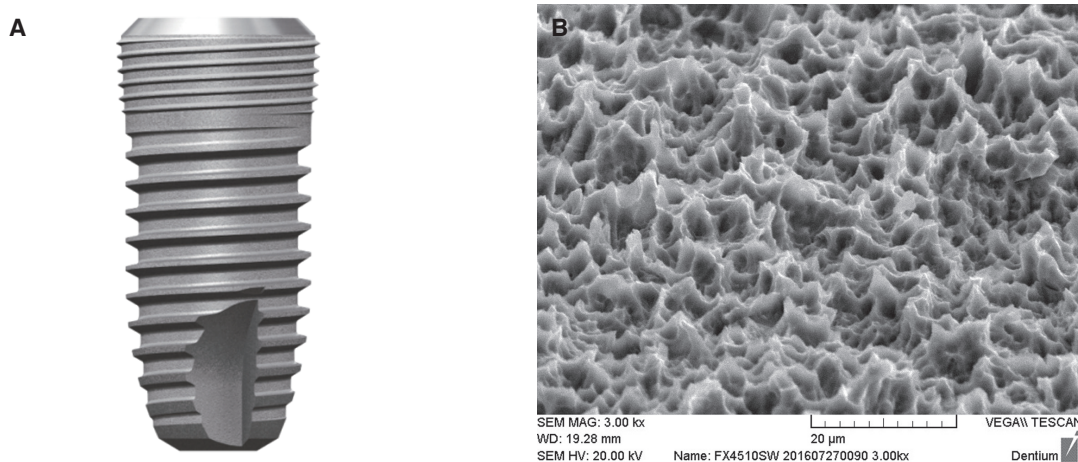 A
B
SEM MAG: 3.00 kx
VEGA\\ TESCAN
WD: 19.28 mm
20 µm
SEM HV: 20.00 kV
Name: FX4510SW 201607270090 3.00kx
Dentium